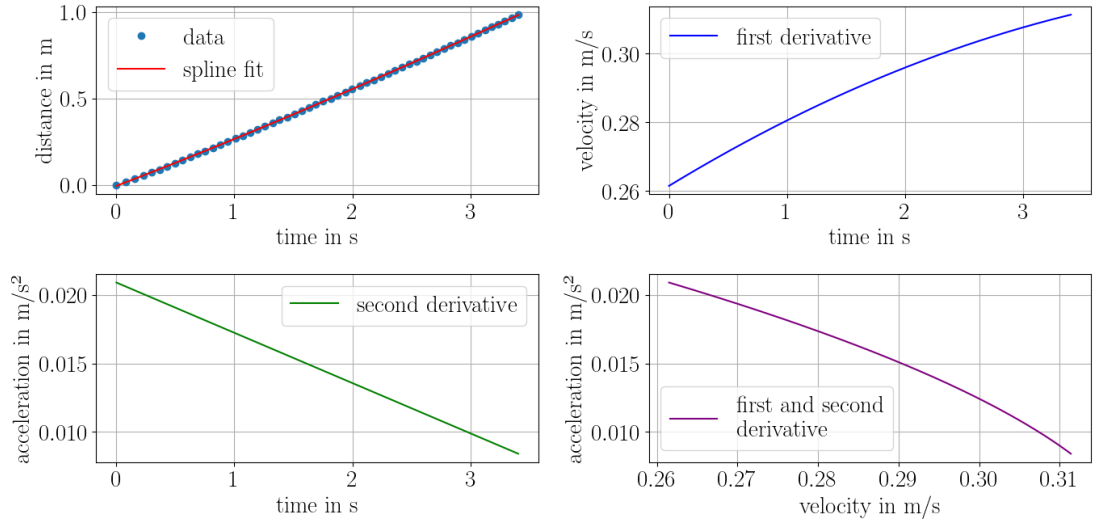 1.0
0.5
0.0
distance in m
data
spline fit
0
1
2
3
time in s
0.30
0.28
0.26
velocity in m/s
first derivative
0
1
2
3
time in s
0.020
0.015
0.010
acceleration in m/s²
second derivative
0
1
2
3
time in s
0.020
0.015
0.010
acceleration in m/s²
first and second
derivative
0.26
0.27
0.28
0.29
0.30
0.31
velocity in m/s